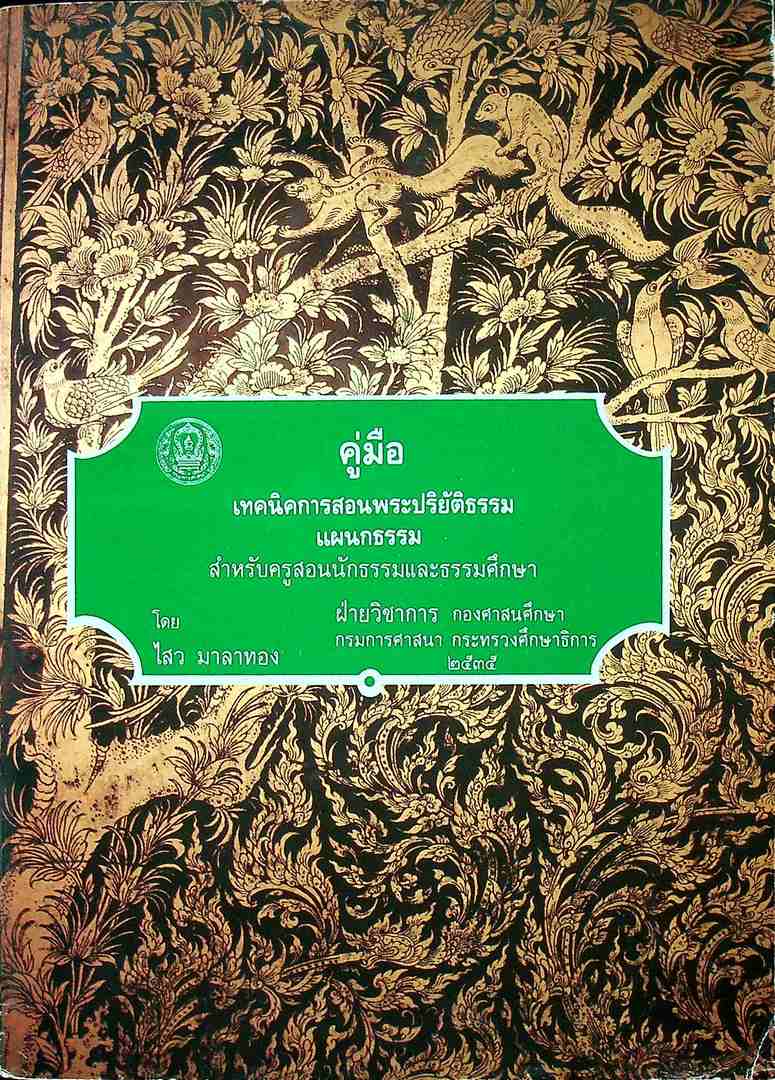 คู่มือ
เทคนิคการสอนพระปริยัติธรรม
แผนกธรรม
สำหรับครูสอนนักธรรมและธรรมศึกษา
โดย
ไสว มาลาทอง
ฝ่ายวิชาการ กองศาสนศึกษา
กรมการศาสนา กระทรวงศึกษาธิการ
๒๕๓๕